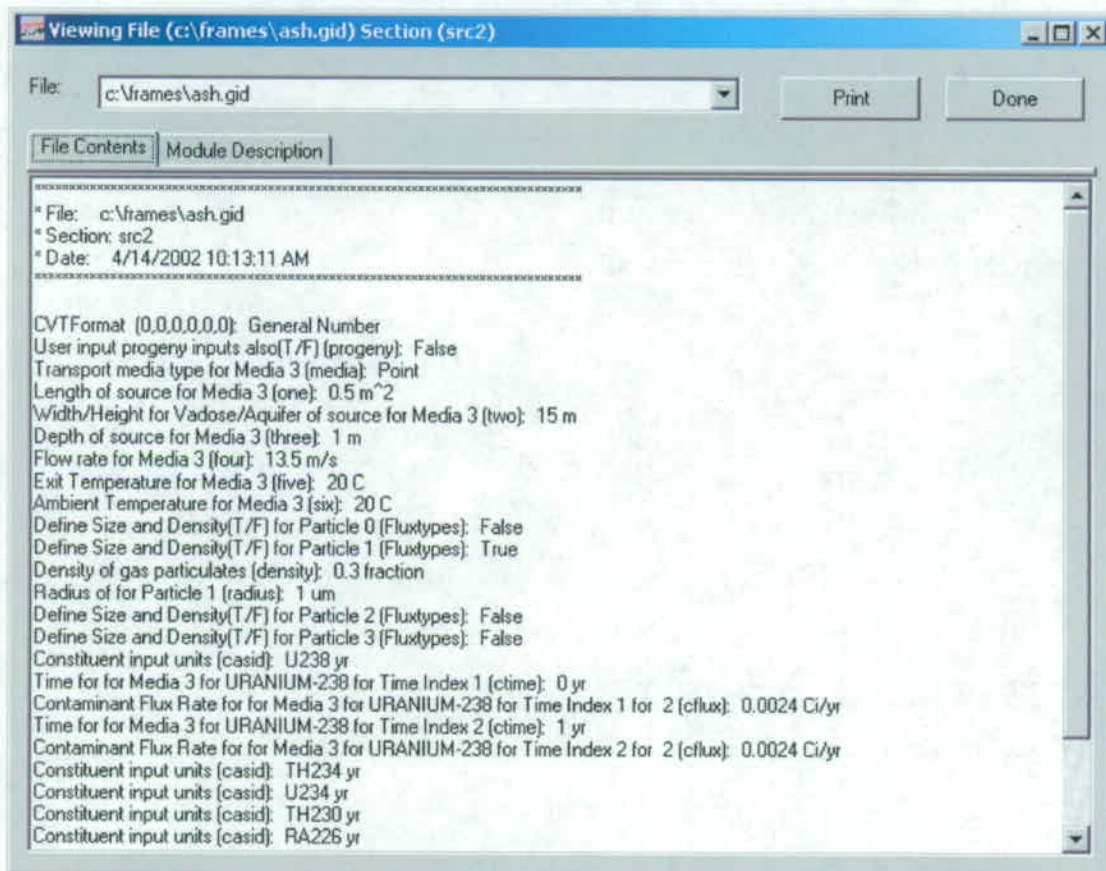 Viewing File (c:\frames\ash.gid) Section (src2)
File: c:\frames\ash.gid Print Done
File Contents Module Description
* File: c:\frames\ash.gid
* Section: src2
* Date: 4/14/2002 10:13:11 AM
CVTFormat (0,0,0,0,0,0): General Number
User input progeny inputs also(T/F) (progeny): False
Transport media type for Media 3 (media): Point
Length of source for Media 3 (one): 0.5 m^2
Width/Height for Vadose/Aquifer of source for Media 3 (two): 15 m
Depth of source for Media 3 (three): 1 m
Flow rate for Media 3 (four): 13.5 m/s
Exit Temperature for Media 3 (five): 20 C
Ambient Temperature for Media 3 (six): 20 C
Define Size and Density(T/F) for Particle 0 (Fluxtypes): False
Define Size and Density(T/F) for Particle 1 (Fluxtypes): True
Density of gas particulates (density): 0.3 fraction
Radius of for Particle 1 (radius): 1 um
Define Size and Density(T/F) for Particle 2 (Fluxtypes): False
Define Size and Density(T/F) for Particle 3 (Fluxtypes): False
Constituent input units (casid): U238 yr
Time for for Media 3 for URANIUM-238 for Time Index 1 (ctime): 0 yr
Contaminant Flux Rate for for Media 3 for URANIUM-238 for Time Index 1 for 2 (cflux): 0.0024 Ci/yr
Time for for Media 3 for URANIUM-238 for Time Index 2 (ctime): 1 yr
Contaminant Flux Rate for for Media 3 for URANIUM-238 for Time Index 2 for 2 (cflux): 0.0024 Ci/yr
Constituent input units (casid): TH234 yr
Constituent input units (casid): U234 yr
Constituent input units (casid): TH230 yr
Constituent input units (casid): RA226 yr